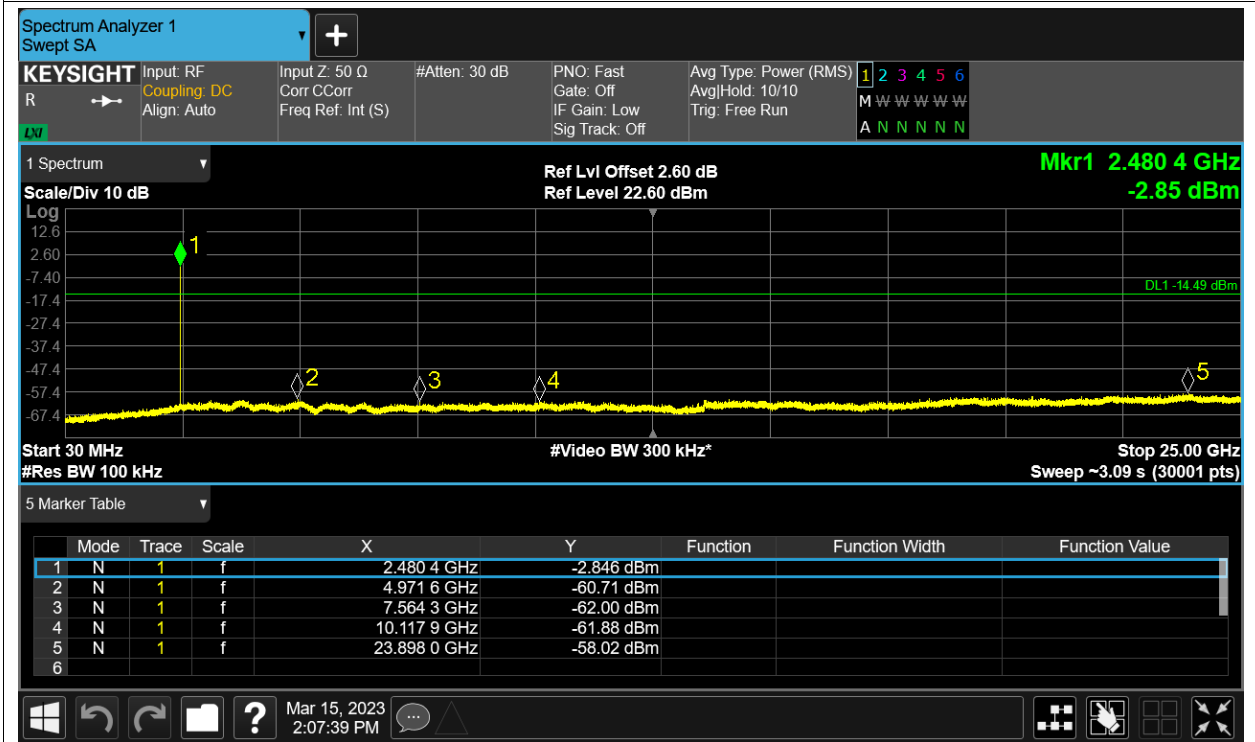 Spectrum Analyzer 1
Swept SA
+
KEYSIGHT
R
LXI
Input: RF
Coupling: DC
Align: Auto
Input Z: 50 Ω
Corr CCorr
Freq Ref: Int (S)
#Atten: 30 dB
PNO: Fast
Gate: Off
IF Gain: Low
Sig Track: Off
Avg Type: Power (RMS)
Avg|Hold: 10/10
Trig: Free Run
1 2 3 4 5 6
M W W W W W
A N N N N N
1 Spectrum
Scale/Div 10 dB
Ref Lvl Offset 2.60 dB
Ref Level 22.60 dBm
Mkr1 2.480 4 GHz
-2.85 dBm
Log
12.6
2.60
-7.40
-17.4
-27.4
-37.4
-47.4
-57.4
-67.4
1
2
3
4
5
DL1 -14.49 dBm
Start 30 MHz
#Video BW 300 kHz*
Stop 25.00 GHz
#Res BW 100 kHz
Sweep ~3.09 s (30001 pts)
5 Marker Table
Mode Trace Scale X Y Function Function Width Function Value
1 N 1 f 2.480 4 GHz -2.846 dBm
2 N 1 f 4.971 6 GHz -60.71 dBm
3 N 1 f 7.564 3 GHz -62.00 dBm
4 N 1 f 10.117 9 GHz -61.88 dBm
5 N 1 f 23.898 0 GHz -58.02 dBm
6
?
Mar 15, 2023
2:07:39 PM